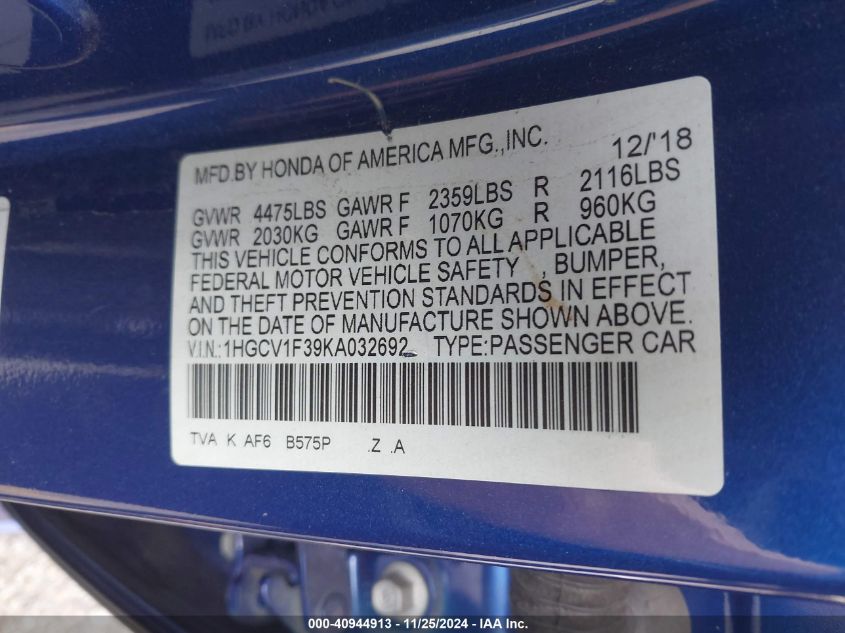 MFD.BY HONDA OF AMERICA MFG.,INC. 12/'18
GVWR 4475LBS GAWR F 2359LBS R 2116LBS
GVWR 2030KG GAWR F 1070KG R 960KG
THIS VEHICLE CONFORMS TO ALL APPLICABLE
FEDERAL MOTOR VEHICLE SAFETY , BUMPER,
AND THEFT PREVENTION STANDARDS IN EFFECT
ON THE DATE OF MANUFACTURE SHOWN ABOVE.
V.I.N.: 1HGCV1F39KA032692 TYPE:PASSENGER CAR
TVA K AF6 B575P .Z .A
000-40944913 - 11/25/2024 - IAA Inc.